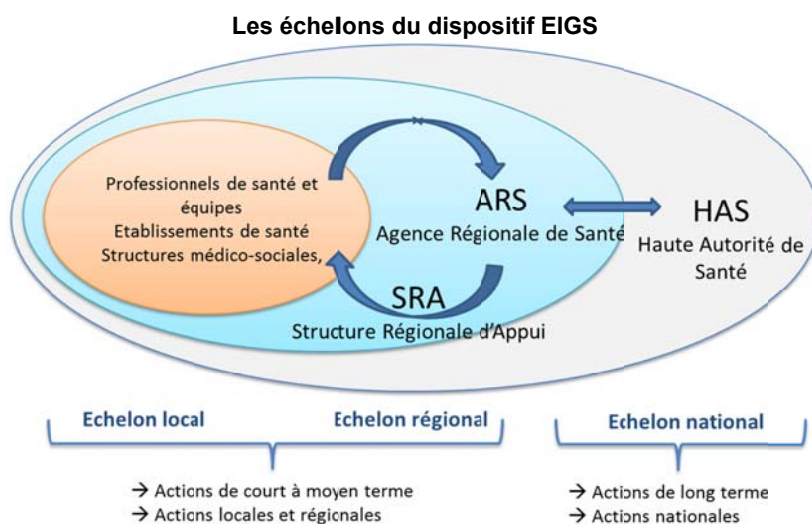 Les échelons du dispositif EIGS
Professionnels de santé et
équipes
Etablissements de santé
Structures médico-sociales,
ARS
Agence Régionale de Santé
HAS
Haute Autorité de
Santé
SRA
Structure Régionale d'Appui
Echelon local
Echelon régional
Echelon national
→ Actions de court à moyen terme
→ Actions locales et régionales
→ Actions de long terme
→ Actions nationales